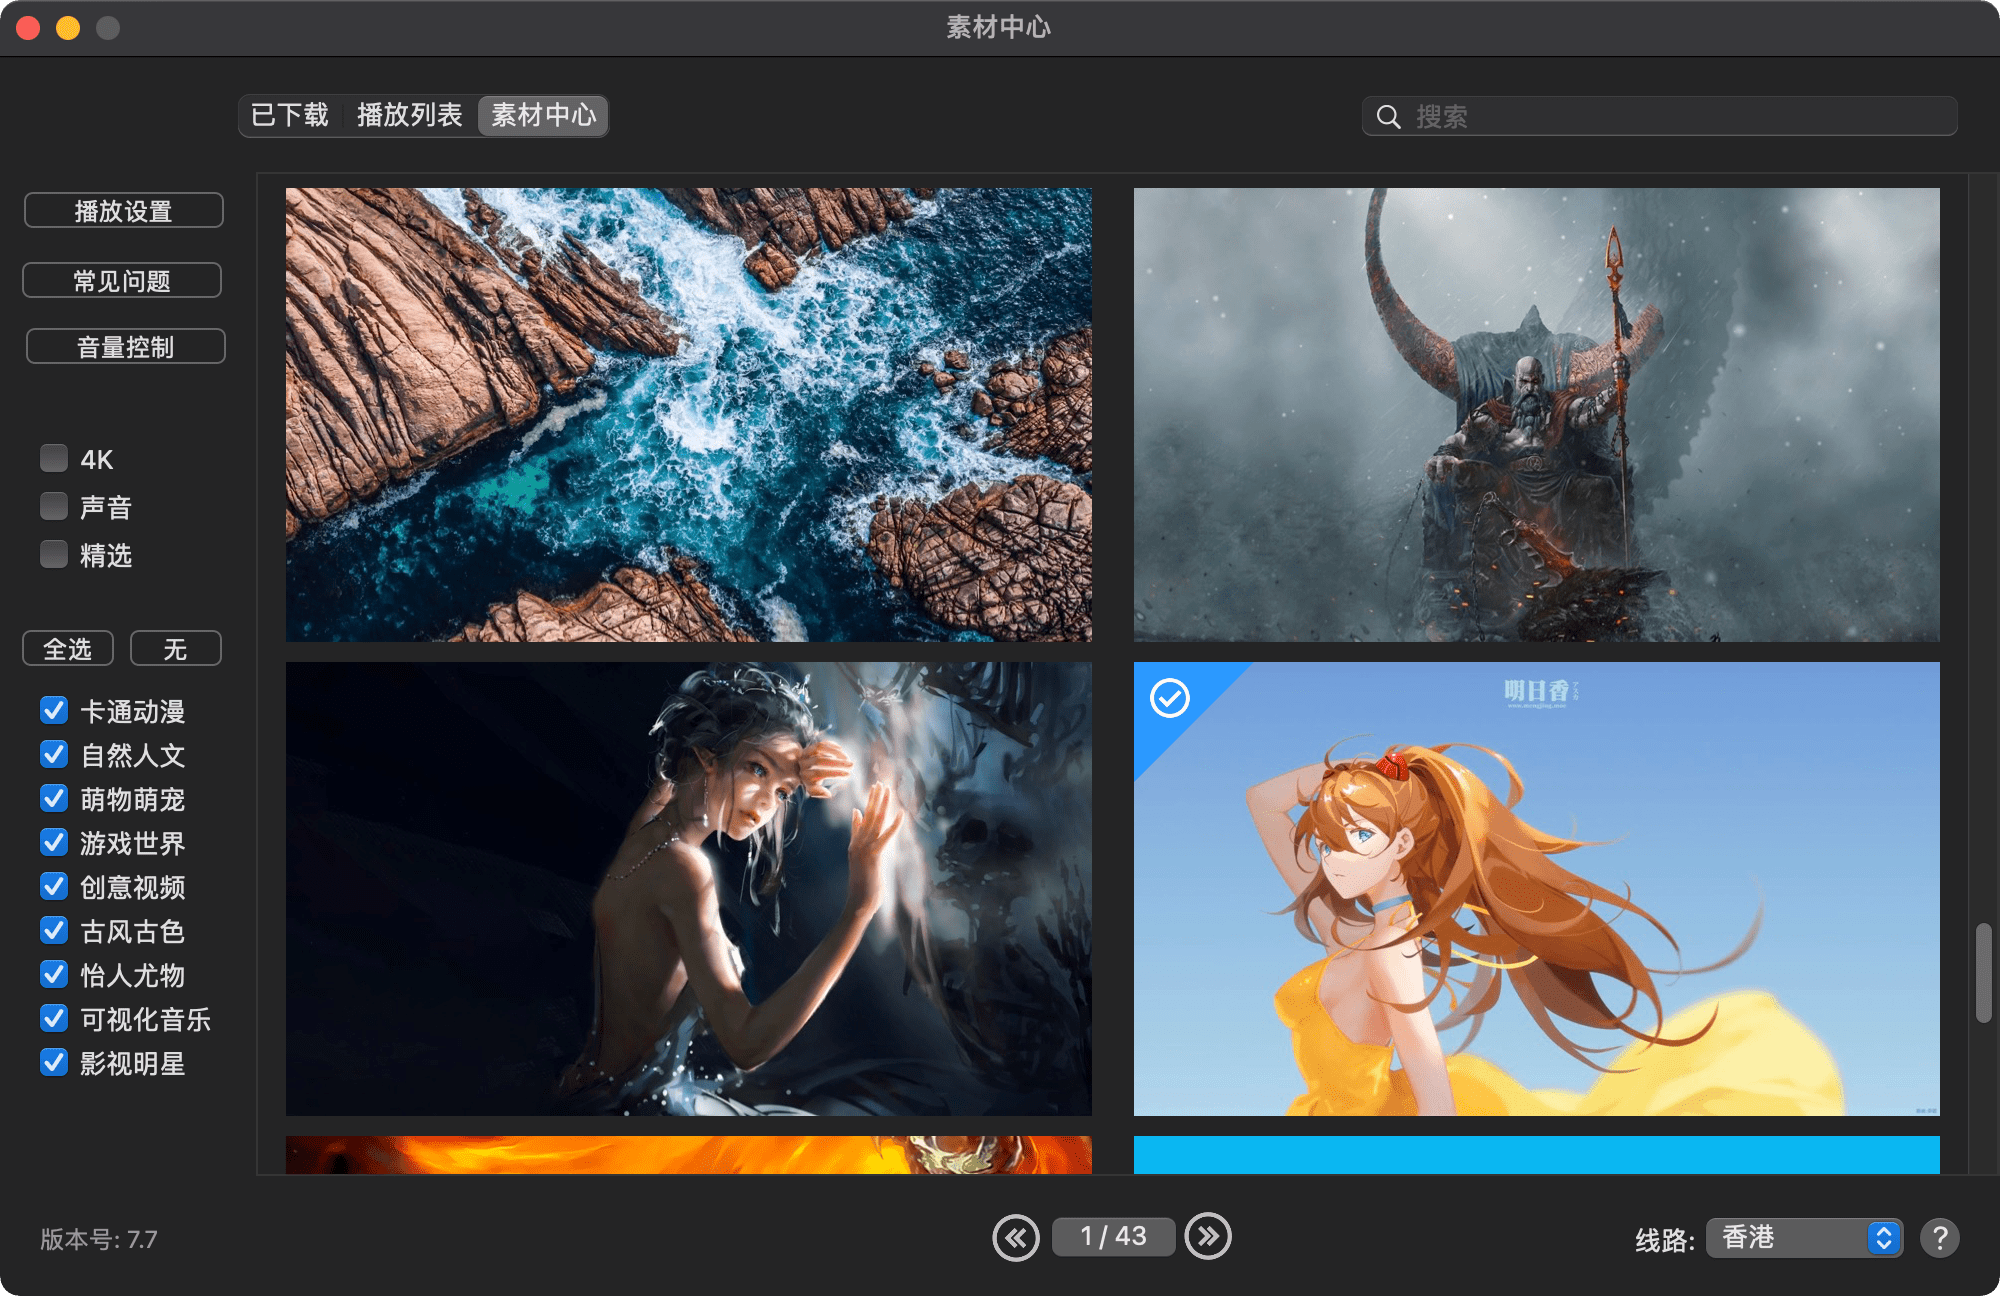 素材中心
已下载 播放列表 素材中心
搜索
播放设置
常见问题
音量控制
4K
声音
精选
全选 无
卡通动漫
自然人文
萌物萌宠
游戏世界
创意视频
古风古色
怡人尤物
可视化音乐
影视明星
明日香
アスカ
版本号: 7.7
1 / 43
线路: 香港
?